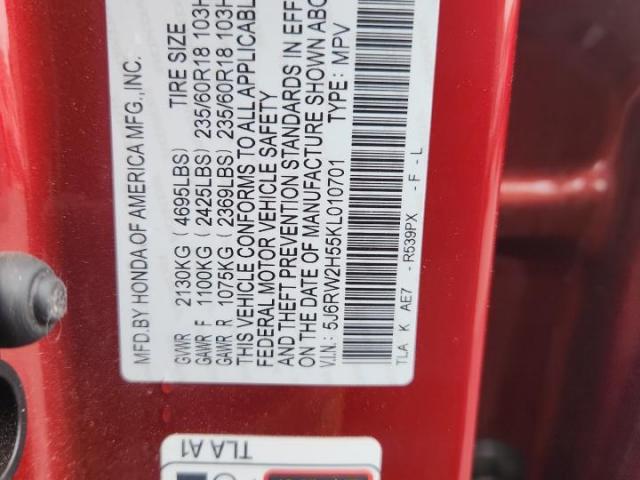 MFD.BY HONDA OF AMERICA MFG.,INC.
TIRE SIZE
GVWR 2130KG ( 4695LBS)
GAWR F 1100KG ( 2425LBS) 235/60R18 103H
GAWR R 1075KG ( 2369LBS) 235/60R18 103H
THIS VEHICLE CONFORMS TO ALL APPLICABLE
FEDERAL MOTOR VEHICLE SAFETY
AND THEFT PREVENTION STANDARDS IN EFF
ON THE DATE OF MANUFACTURE SHOWN ABO
V.I.N.: 5J6RW2H55KL010701 TYPE: MPV
TLA K AE7 -R539PX -F -L
TLA A1